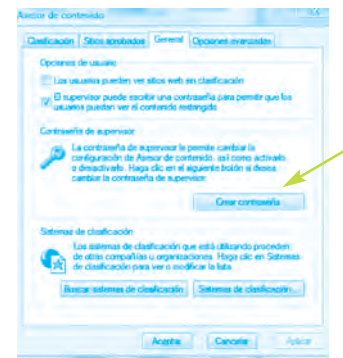 Asesor de contenido
Clasificación Sitios aprobados General Opciones avanzadas
Opciones de usuario
Los usuarios pueden ver sitios web sin clasificación
El supervisor puede escribir una contraseña para permitir que los
usuarios puedan ver el contenido restringido
Contraseña de supervisor
La contraseña de supervisor le permite cambiar la
configuración de Asesor de contenido, así como activarlo
o desactivarlo. Haga clic en el siguiente botón si desea
cambiar la contraseña de supervisor
Crear contraseña
Sistemas de clasificación
Los sistemas de clasificación que está utilizando proceden
de otras compañías u organizaciones. Haga clic en Sistemas
de clasificación para ver o modificar la lista.
Buscar sistemas de clasificación Sistemas de clasificación...
Aceptar Cancelar Aplicar